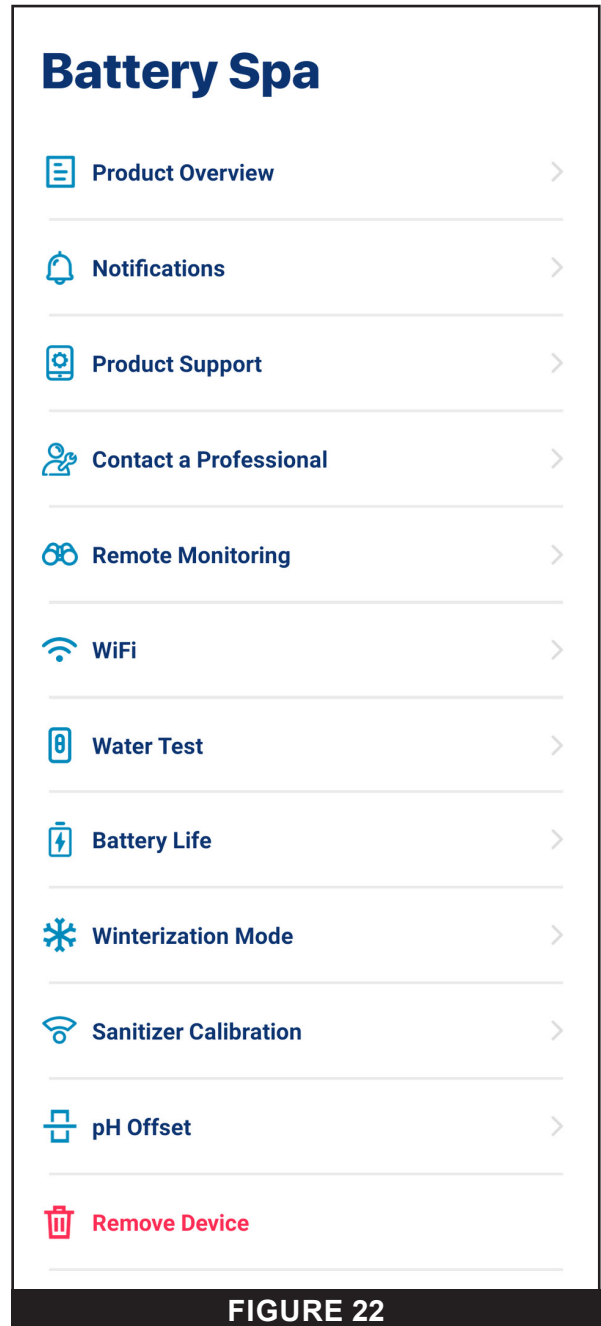 Battery Spa
Product Overview
Notifications
Product Support
Contact a Professional
Remote Monitoring
WiFi
Water Test
Battery Life
Winterization Mode
Sanitizer Calibration
pH Offset
Remove Device
FIGURE 22